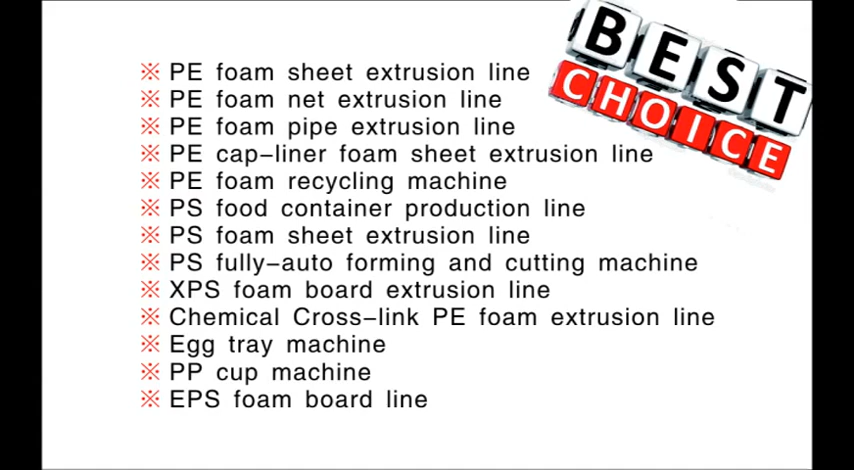 BEST
CHOICE
※ PE foam sheet extrusion line
※ PE foam net extrusion line
※ PE foam pipe extrusion line
※ PE cap-liner foam sheet extrusion line
※ PE foam recycling machine
※ PS food container production line
※ PS foam sheet extrusion line
※ PS fully-auto forming and cutting machine
※ XPS foam board extrusion line
※ Chemical Cross-link PE foam extrusion line
※ Egg tray machine
※ PP cup machine
※ EPS foam board line